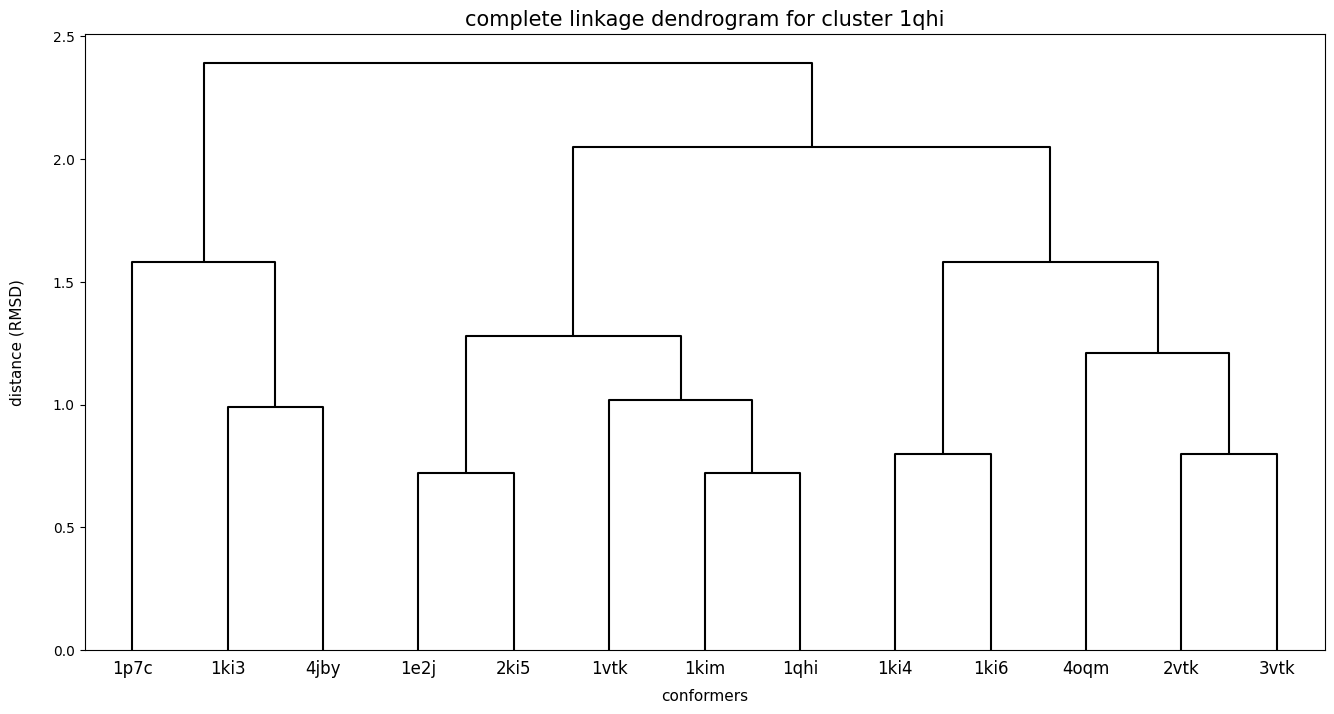 complete linkage dendrogram for cluster 1qhi
2.5
2.0
1.5
1.0
0.5
0.0
distance (RMSD)
1p7c 1ki3 4jby 1e2j 2ki5 1vtk 1kim 1qhi 1ki4 1ki6 4oqm 2vtk 3vtk
conformers